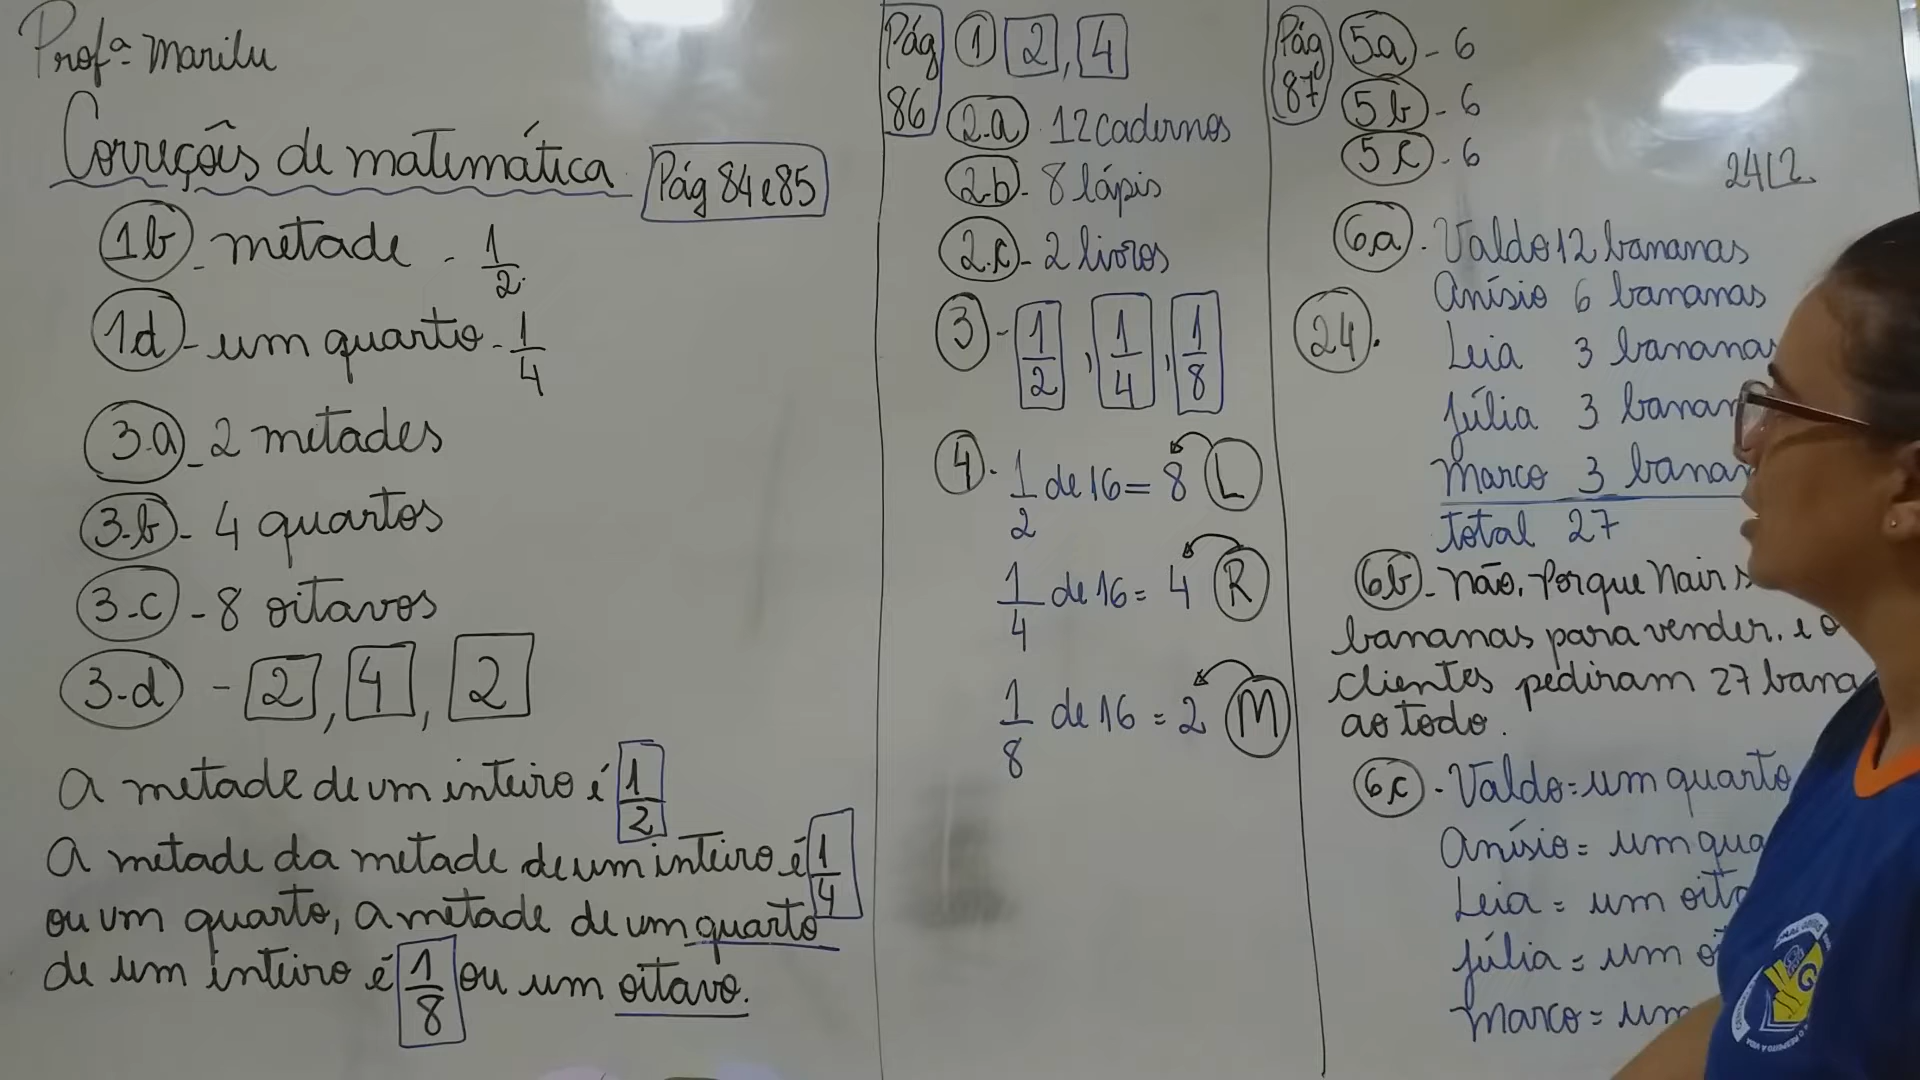 Profª Marilu
Correções de matemática Pág 84 e 85
1b - metade - 1/2
1d - um quarto - 1/4
3.a - 2 metades
3.b - 4 quartos
3.c - 8 oitavos
3.d - 2, 4, 2
A metade de um inteiro é 1/2
A metade da metade de um inteiro é 1/4
ou um quarto, a metade de um quarto
de um inteiro é 1/8 ou um oitavo.
Pág 86
1 2, 4
2.a . 12 cadernos
2.b - 8 lápis
2.c - 2 livros
3 - 1/2, 1/4, 1/8
4 . 1/2 de 16 = 8 L
1/4 de 16 = 4 R
1/8 de 16 = 2 M
Pág 87
5a - 6
5b - 6
5c - 6
24 2
6.a . Valdo 12 bananas
Anísio 6 bananas
24. Leia 3 bananas
Júlia 3 banan
Marco 3 banan
total 27
6b - Não. Porque Nair
bananas para vender. e o
clientes pediram 27 bana
ao todo.
6.c . Valdo = um quarto
Anísio = um qua
Leia = um oita
Júlia = um oi
Marco = um